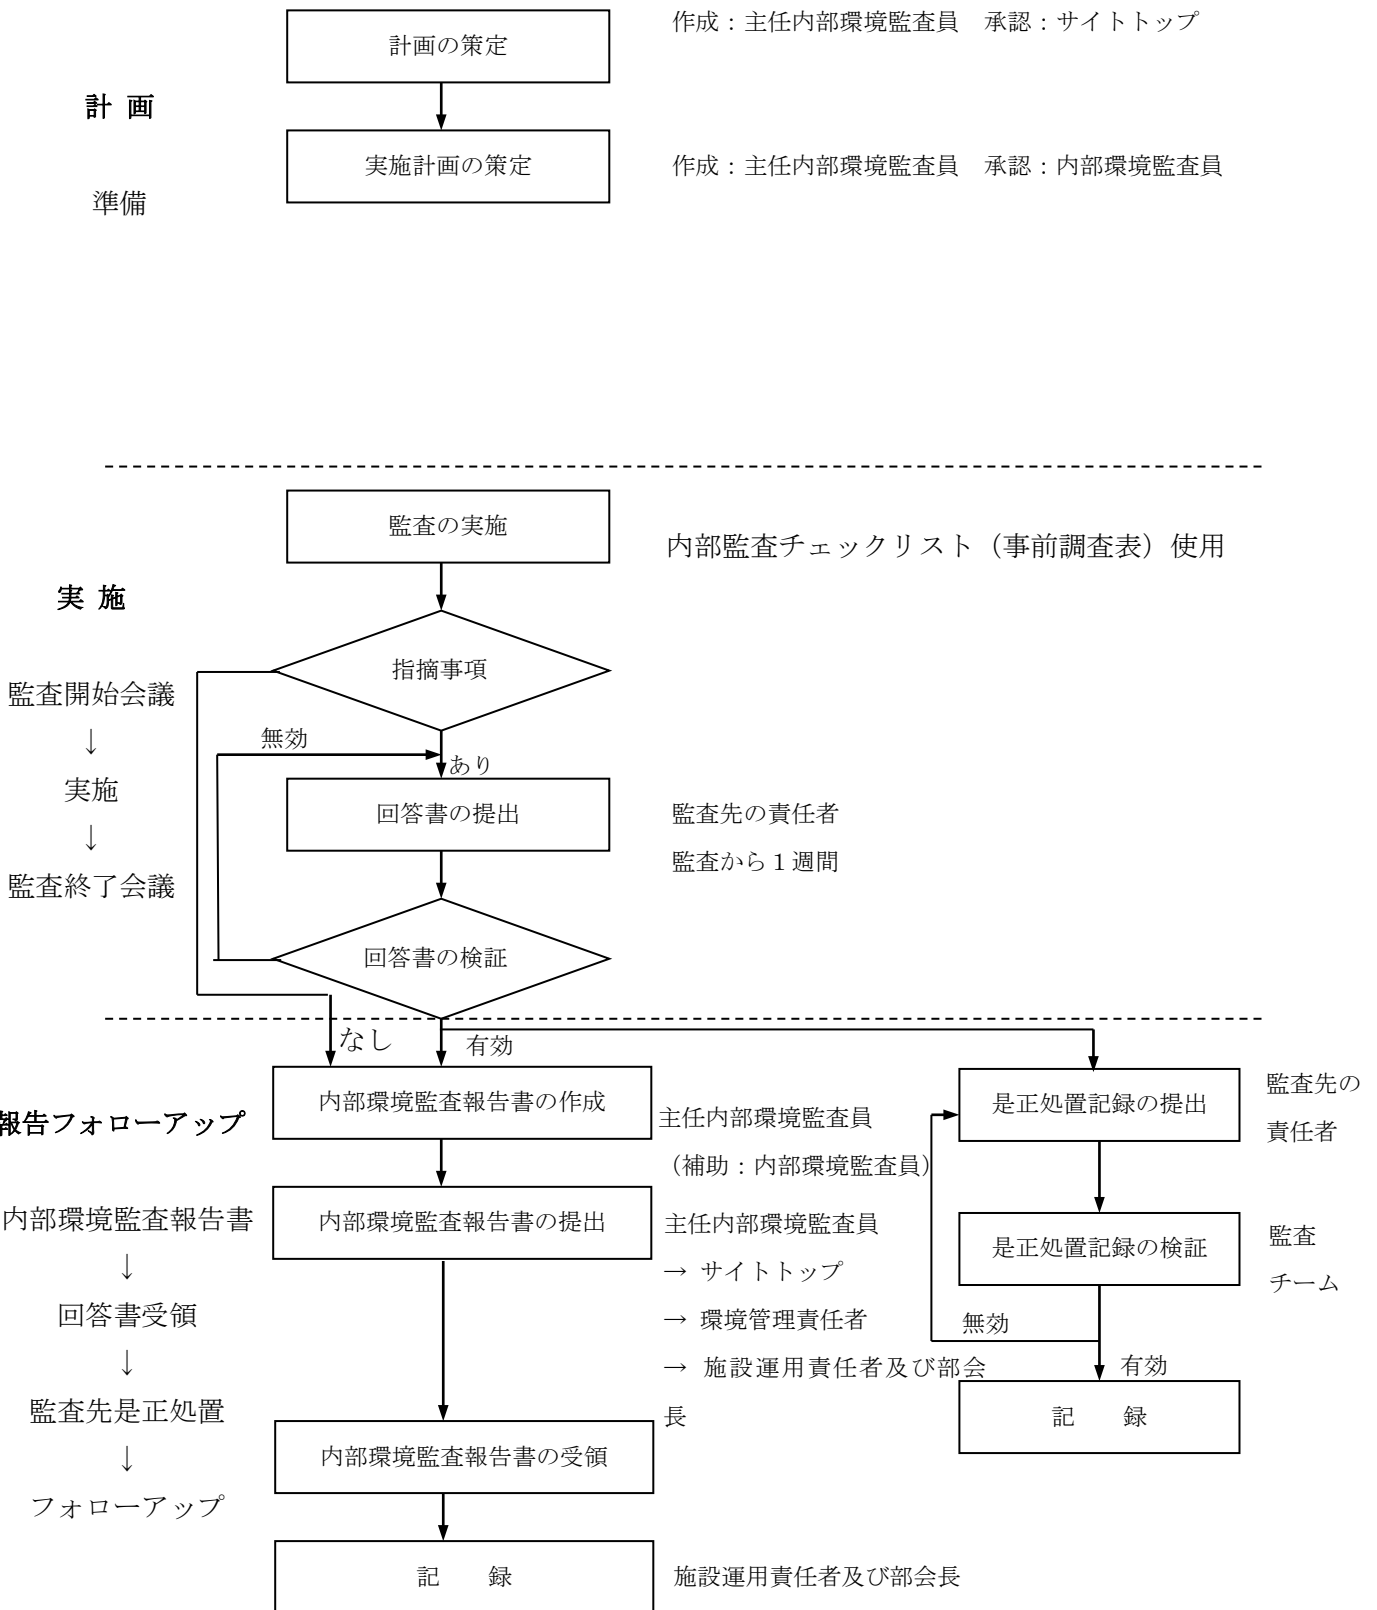 計画の策定
作成：主任内部環境監査員　承認：サイトトップ
計 画
実施計画の策定
作成：主任内部環境監査員　承認：内部環境監査員
準備
監査の実施
内部監査チェックリスト（事前調査表）使用
実 施
指摘事項
監査開始会議
↓
実施
↓
監査終了会議
無効
あり
回答書の提出
監査先の責任者
監査から１週間
回答書の検証
なし
有効
報告フォローアップ
内部環境監査報告書の作成
主任内部環境監査員
（補助：内部環境監査員）
是正処置記録の提出
監査先の
責任者
内部環境監査報告書
↓
回答書受領
↓
監査先是正処置
↓
フォローアップ
内部環境監査報告書の提出
主任内部環境監査員
→ サイトトップ
→ 環境管理責任者
→ 施設運用責任者及び部会
長
是正処置記録の検証
監査
チーム
無効
有効
記　　録
内部環境監査報告書の受領
記　　録
施設運用責任者及び部会長